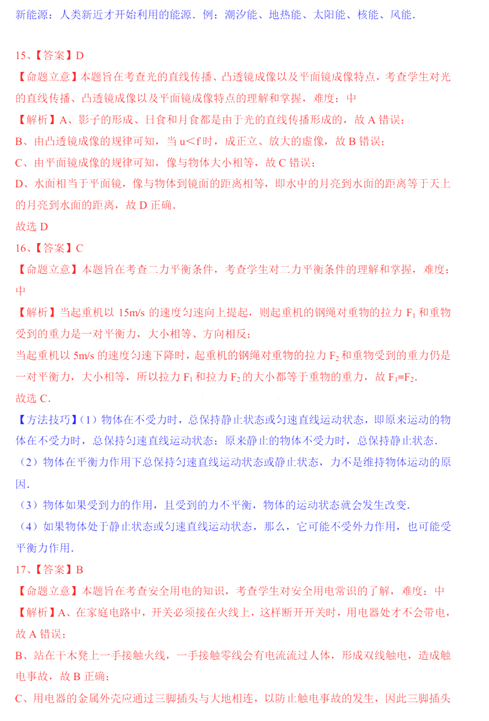 新能源：人类新近才开始利用的能源．例：潮汐能、地热能、太阳能、核能、风能．
15、【答案】D
【命题立意】本题旨在考查光的直线传播、凸透镜成像以及平面镜成像特点，考查学生对光
的直线传播、凸透镜成像以及平面镜成像特点的理解和掌握，难度：中
【解析】A、影子的形成、日食和月食都是由于光的直线传播形成的，故 A 错误；
B、由凸透镜成像的规律可知，当 u＜f 时，成正立、放大的虚像，故 B 错误；
C、由平面镜成像的规律可知，像与物体大小相等，故 C 错误；
D、水面相当于平面镜，像与物体到镜面的距离相等，即水中的月亮到水面的距离等于天上
的月亮到水面的距离，故 D 正确．
故选 D
16、【答案】C
【命题立意】本题旨在考查二力平衡条件，考查学生对二力平衡条件的理解和掌握，难度：
中
【解析】当起重机以 15m/s 的速度匀速向上提起，则起重机的钢绳对重物的拉力 F₁ 和重物
受到的重力是一对平衡力，大小相等、方向相反；
当起重机以 5m/s 的速度匀速下降时，起重机的钢绳对重物的拉力 F₂ 和重物受到的重力仍是
一对平衡力，大小相等，所以拉力 F₁ 和拉力 F₂ 的大小都等于重物的重力，故 F₁=F₂．
故选 C．
【方法技巧】（1）物体在不受力时，总保持静止状态或匀速直线运动状态，即原来运动的物
体在不受力时，总保持匀速直线运动状态；原来静止的物体不受力时，总保持静止状态．
（2）物体在平衡力作用下总保持匀速直线运动状态或静止状态，力不是维持物体运动的原
因．
（3）物体如果受到力的作用，且受到的力不平衡，物体的运动状态就会发生改变．
（4）如果物体处于静止状态或匀速直线运动状态，那么，它可能不受外力作用，也可能受
平衡力作用．
17、【答案】B
【命题立意】本题旨在考查安全用电的知识，考查学生对安全用电常识的了解，难度：中
【解析】A、在家庭电路中，开关必须接在火线上，这样断开开关时，用电器处才不会带电，
故 A 错误；
B、站在干木凳上一手接触火线，一手接触零线会有电流流过人体，形成双线触电，造成触
电事故，故 B 正确；
C、用电器的金属外壳应通过三脚插头与大地相连，以防止触电事故的发生，因此三脚插头